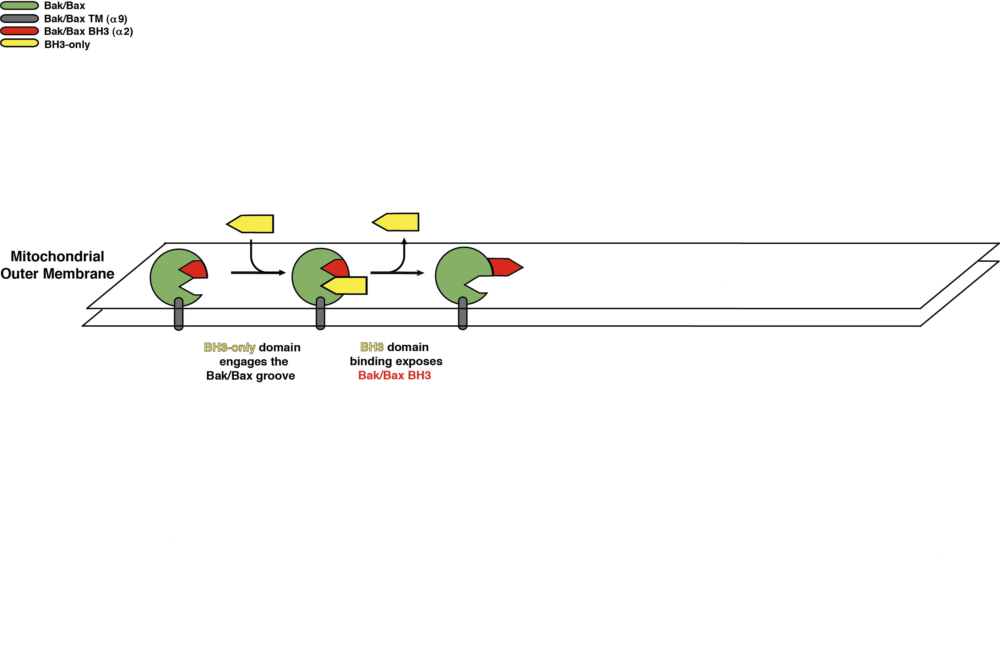 Bak/Bax
Bak/Bax TM (α9)
Bak/Bax BH3 (α2)
BH3-only
Mitochondrial
Outer Membrane
BH3-only domain
engages the
Bak/Bax groove
BH3 domain
binding exposes
Bak/Bax BH3